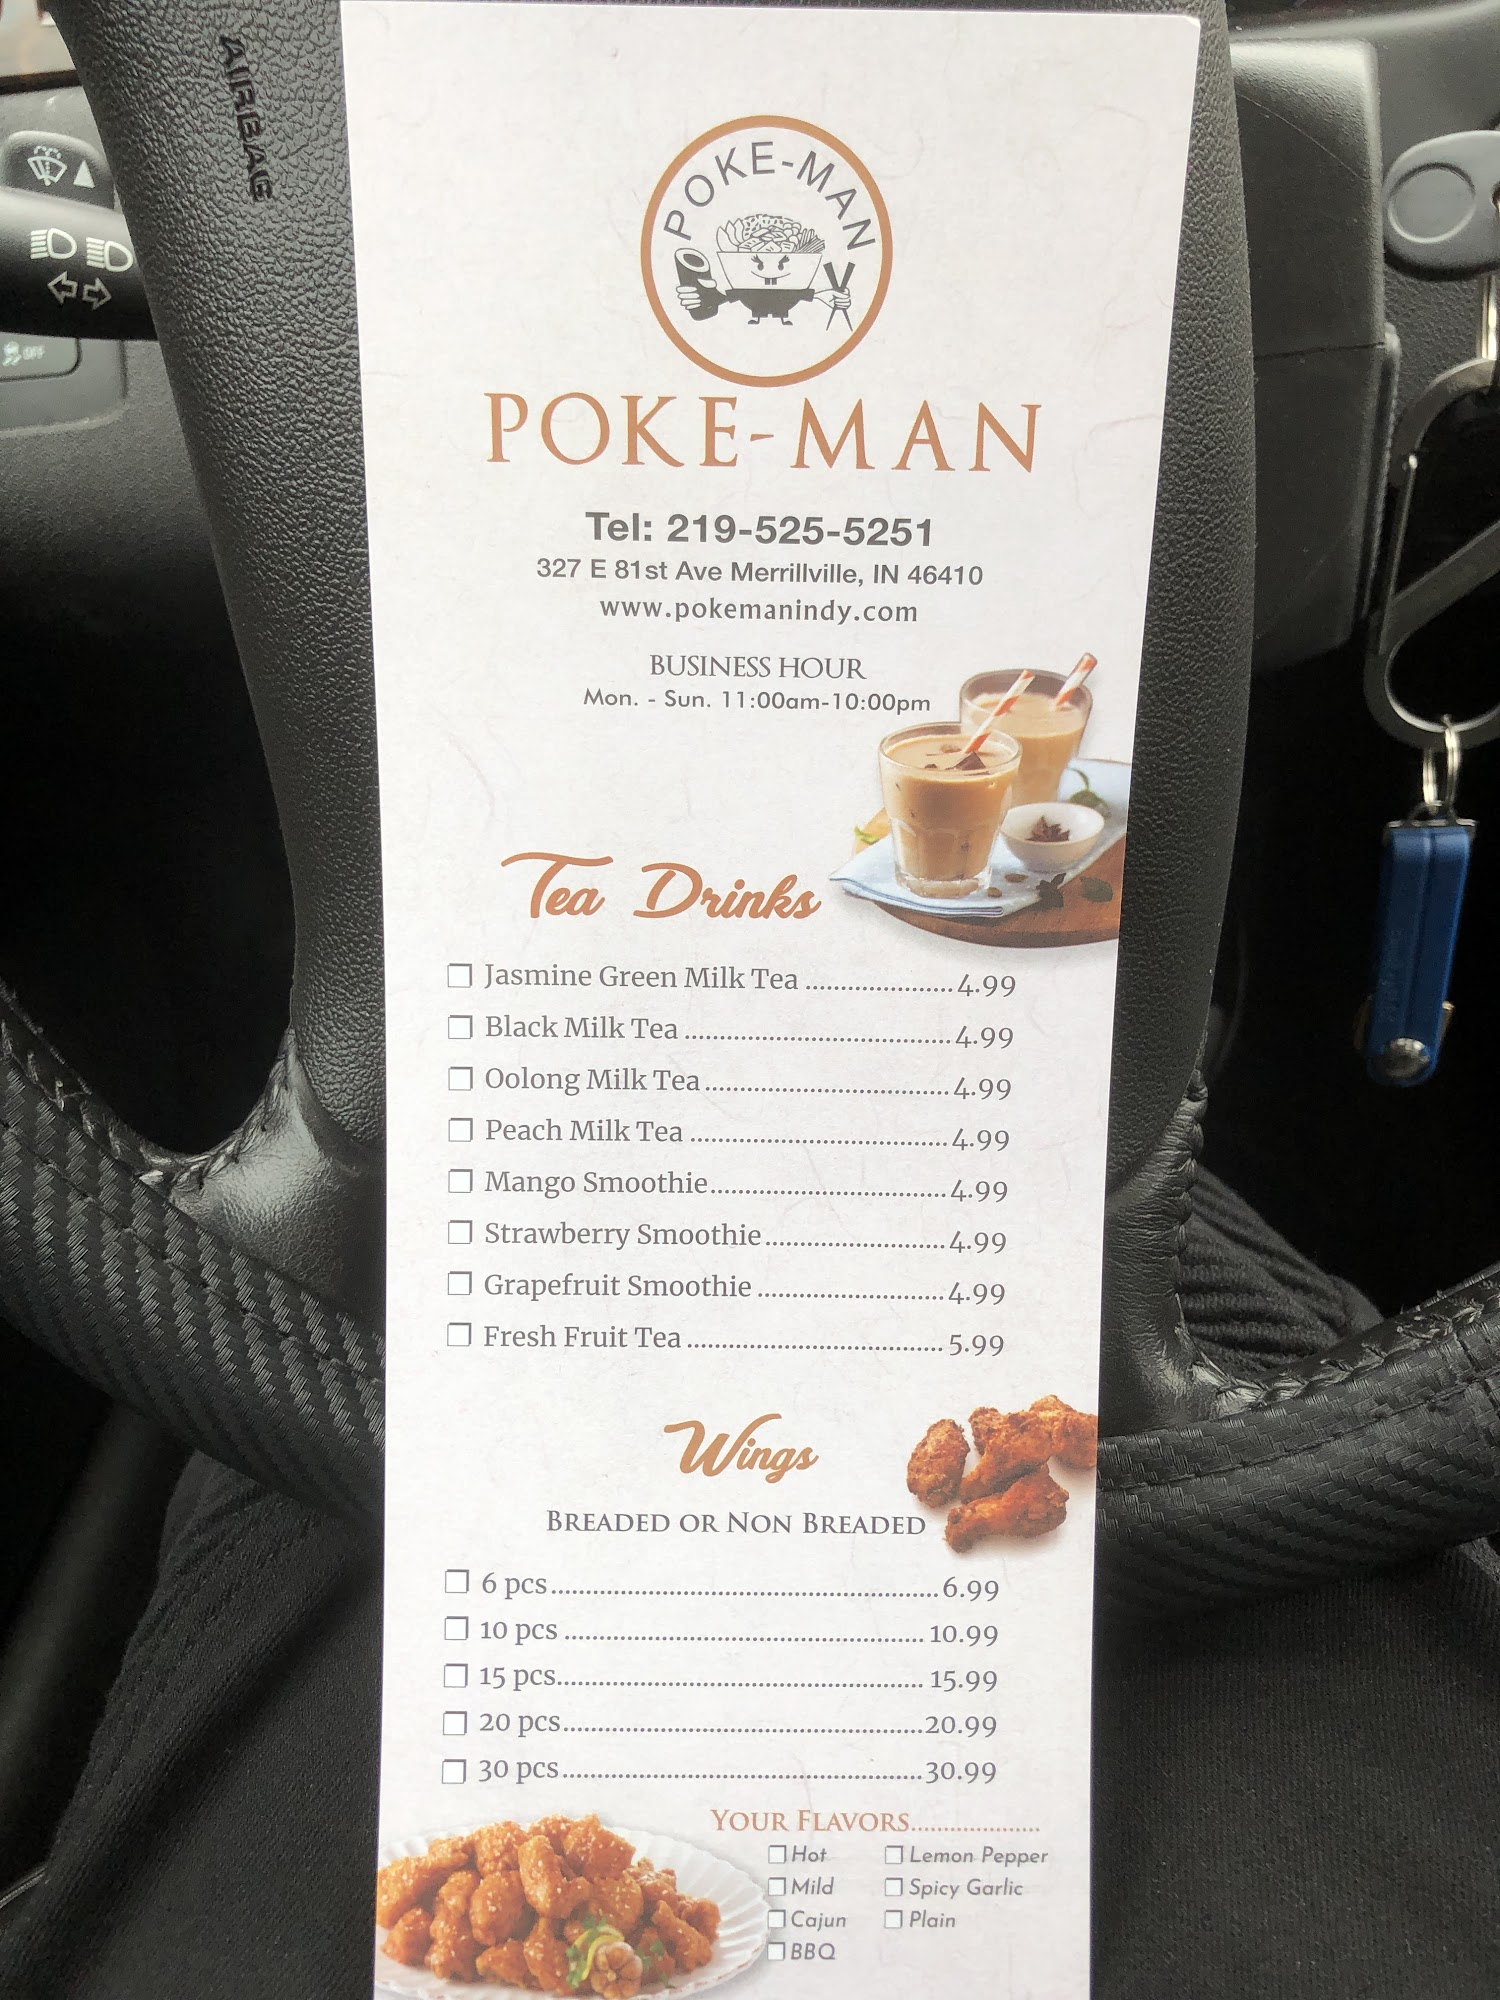 AIRBAG
OFF
POKE-MAN
POKE-MAN
Tel: 219-525-5251
327 E 81st Ave Merrillville, IN 46410
www.pokemanindy.com
BUSINESS HOUR
Mon. - Sun. 11:00am-10:00pm
Tea Drinks
Jasmine Green Milk Tea ..................... 4.99
Black Milk Tea ...................................... 4.99
Oolong Milk Tea ................................... 4.99
Peach Milk Tea ..................................... 4.99
Mango Smoothie.................................. 4.99
Strawberry Smoothie.......................... 4.99
Grapefruit Smoothie ........................... 4.99
Fresh Fruit Tea ..................................... 5.99
Wings
BREADED OR NON BREADED
6 pcs....................................................... 6.99
10 pcs ................................................... 10.99
15 pcs.................................................... 15.99
20 pcs................................................... 20.99
30 pcs................................................... 30.99
YOUR FLAVORS....................
Hot Lemon Pepper
Mild Spicy Garlic
Cajun Plain
BBQ